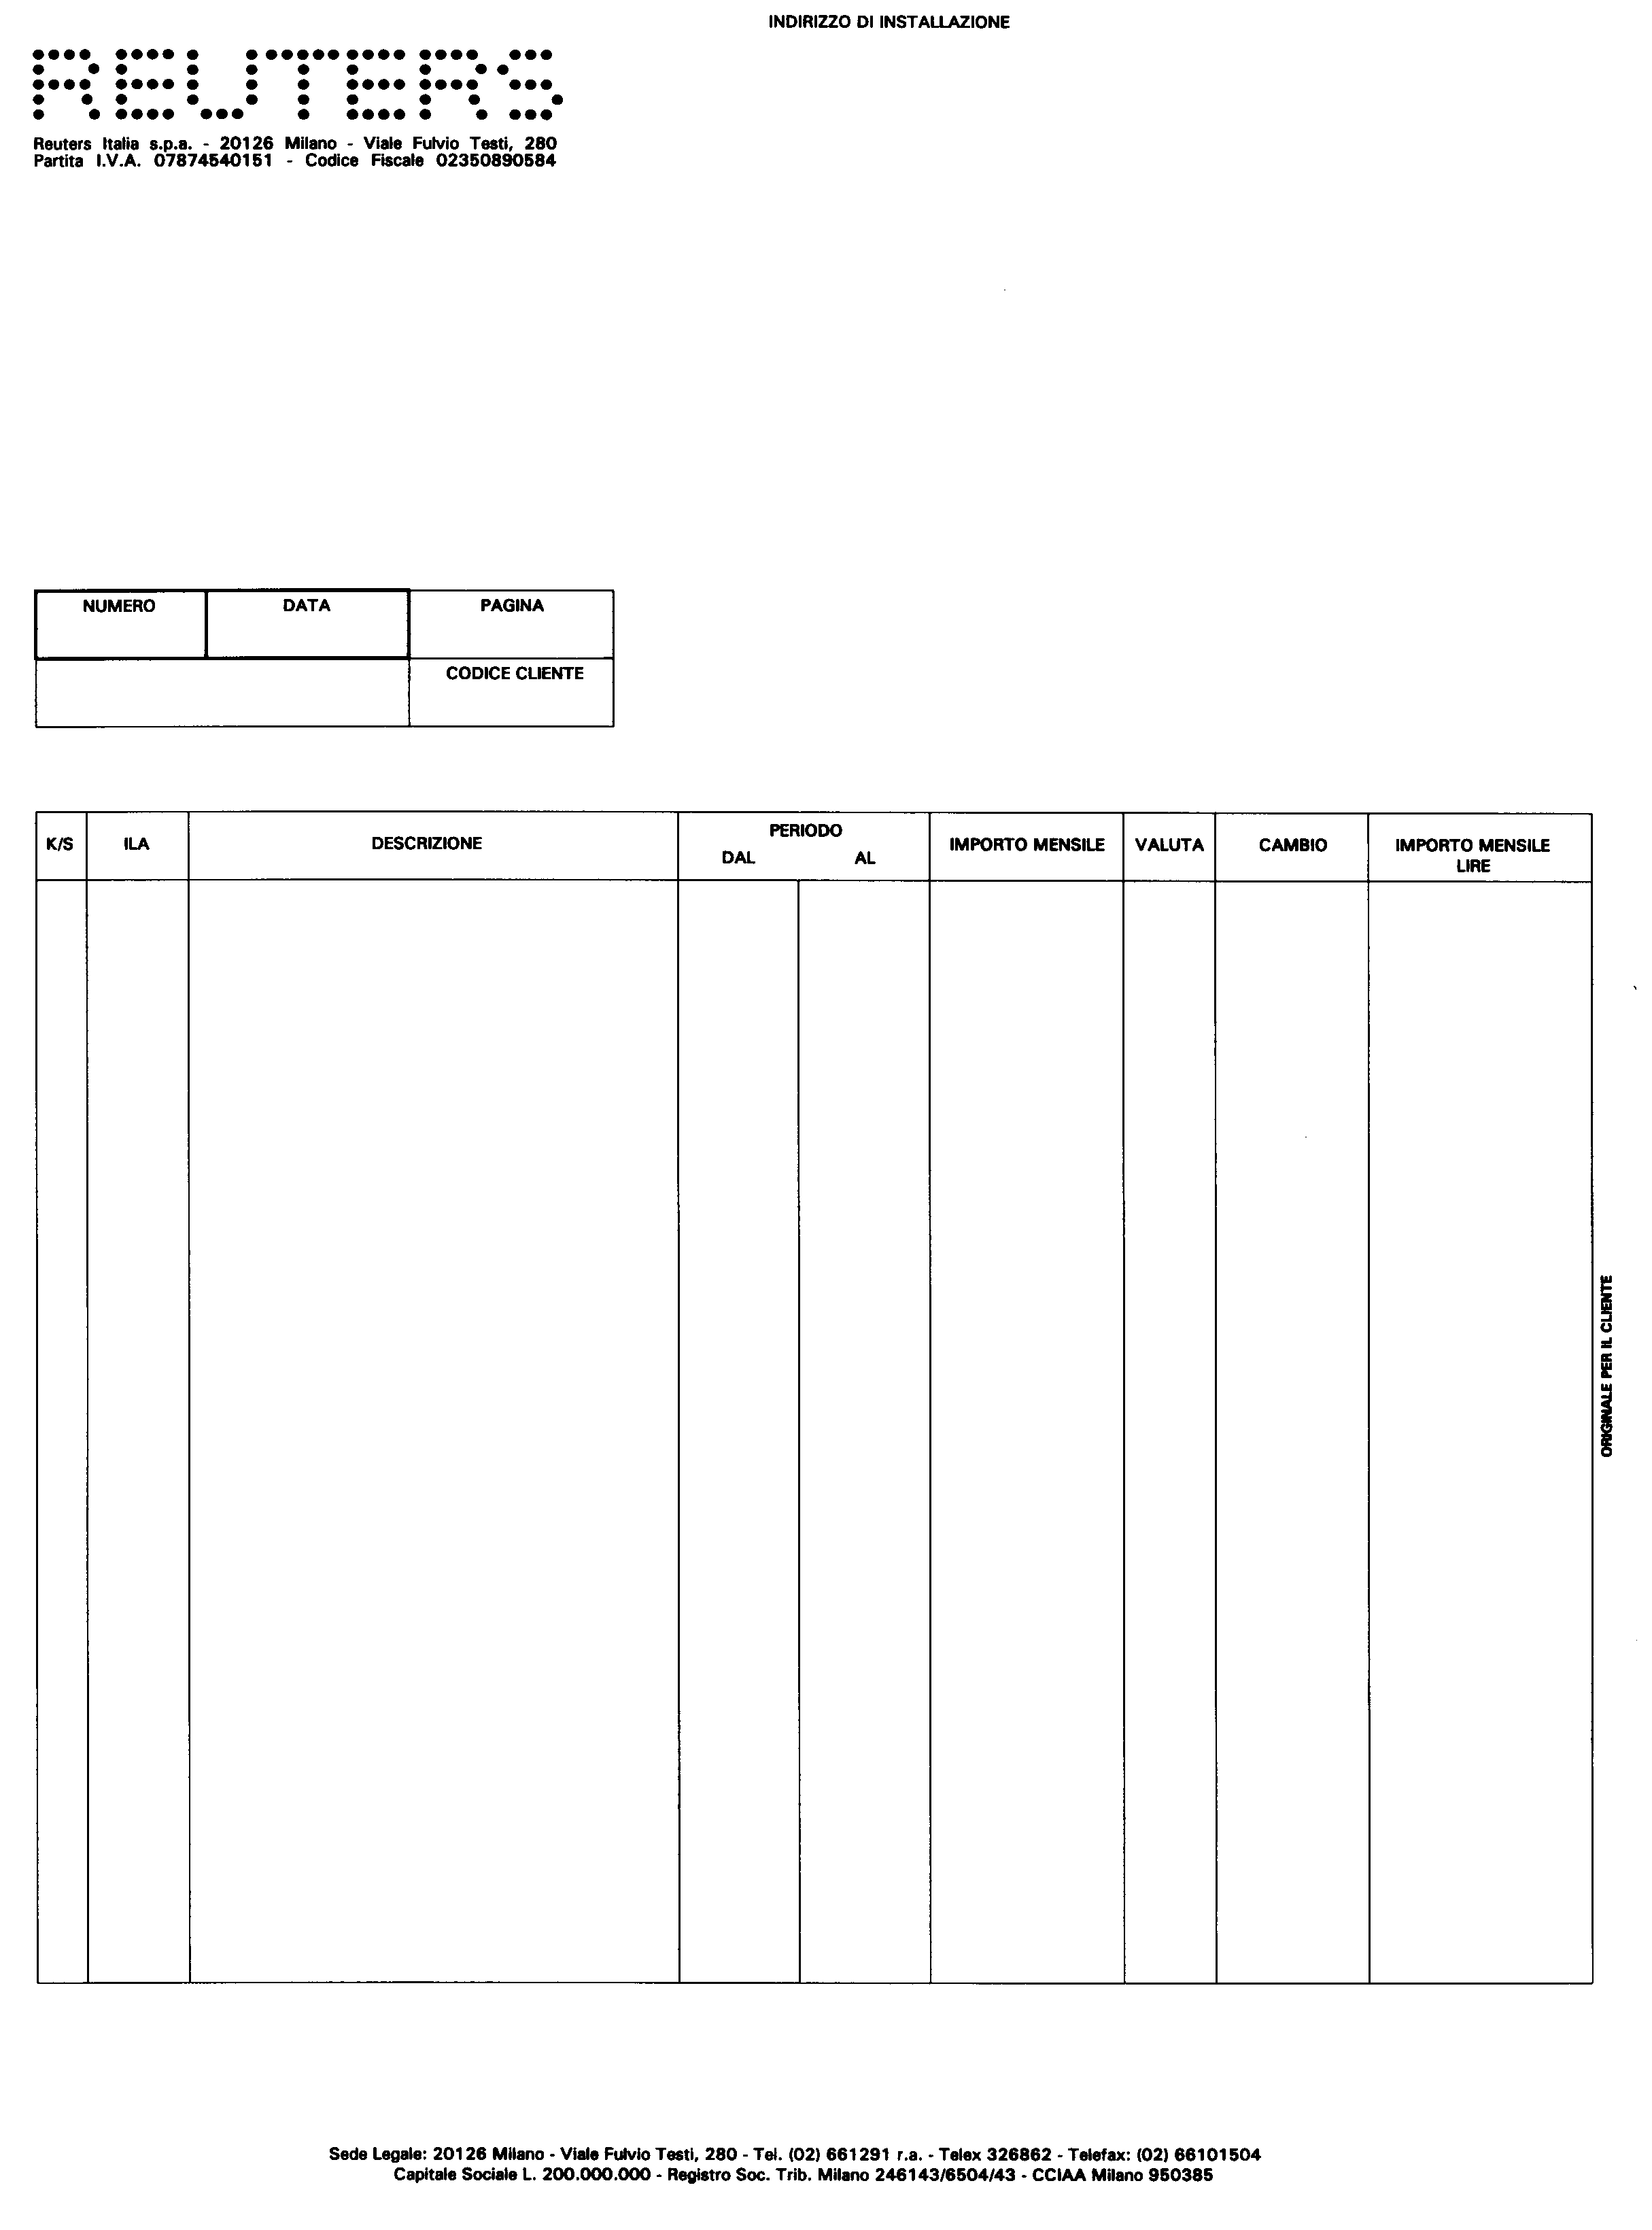 INDIRIZZO DI INSTALLAZIONE
REUTERS
Reuters Italia s.p.a. - 20126 Milano - Viale Fulvio Testi, 280
Partita I.V.A. 07874540151 - Codice Fiscale 02350890584
NUMERO DATA PAGINA
CODICE CLIENTE
K/S ILA DESCRIZIONE PERIODO DAL AL IMPORTO MENSILE VALUTA CAMBIO IMPORTO MENSILE LIRE
ORIGINALE PER IL CLIENTE
Sede Legale: 20126 Milano - Viale Fulvio Testi, 280 - Tel. (02) 661291 r.a. - Telex 326862 - Telefax: (02) 66101504
Capitale Sociale L. 200.000.000 - Registro Soc. Trib. Milano 246143/6504/43 - CCIAA Milano 950385